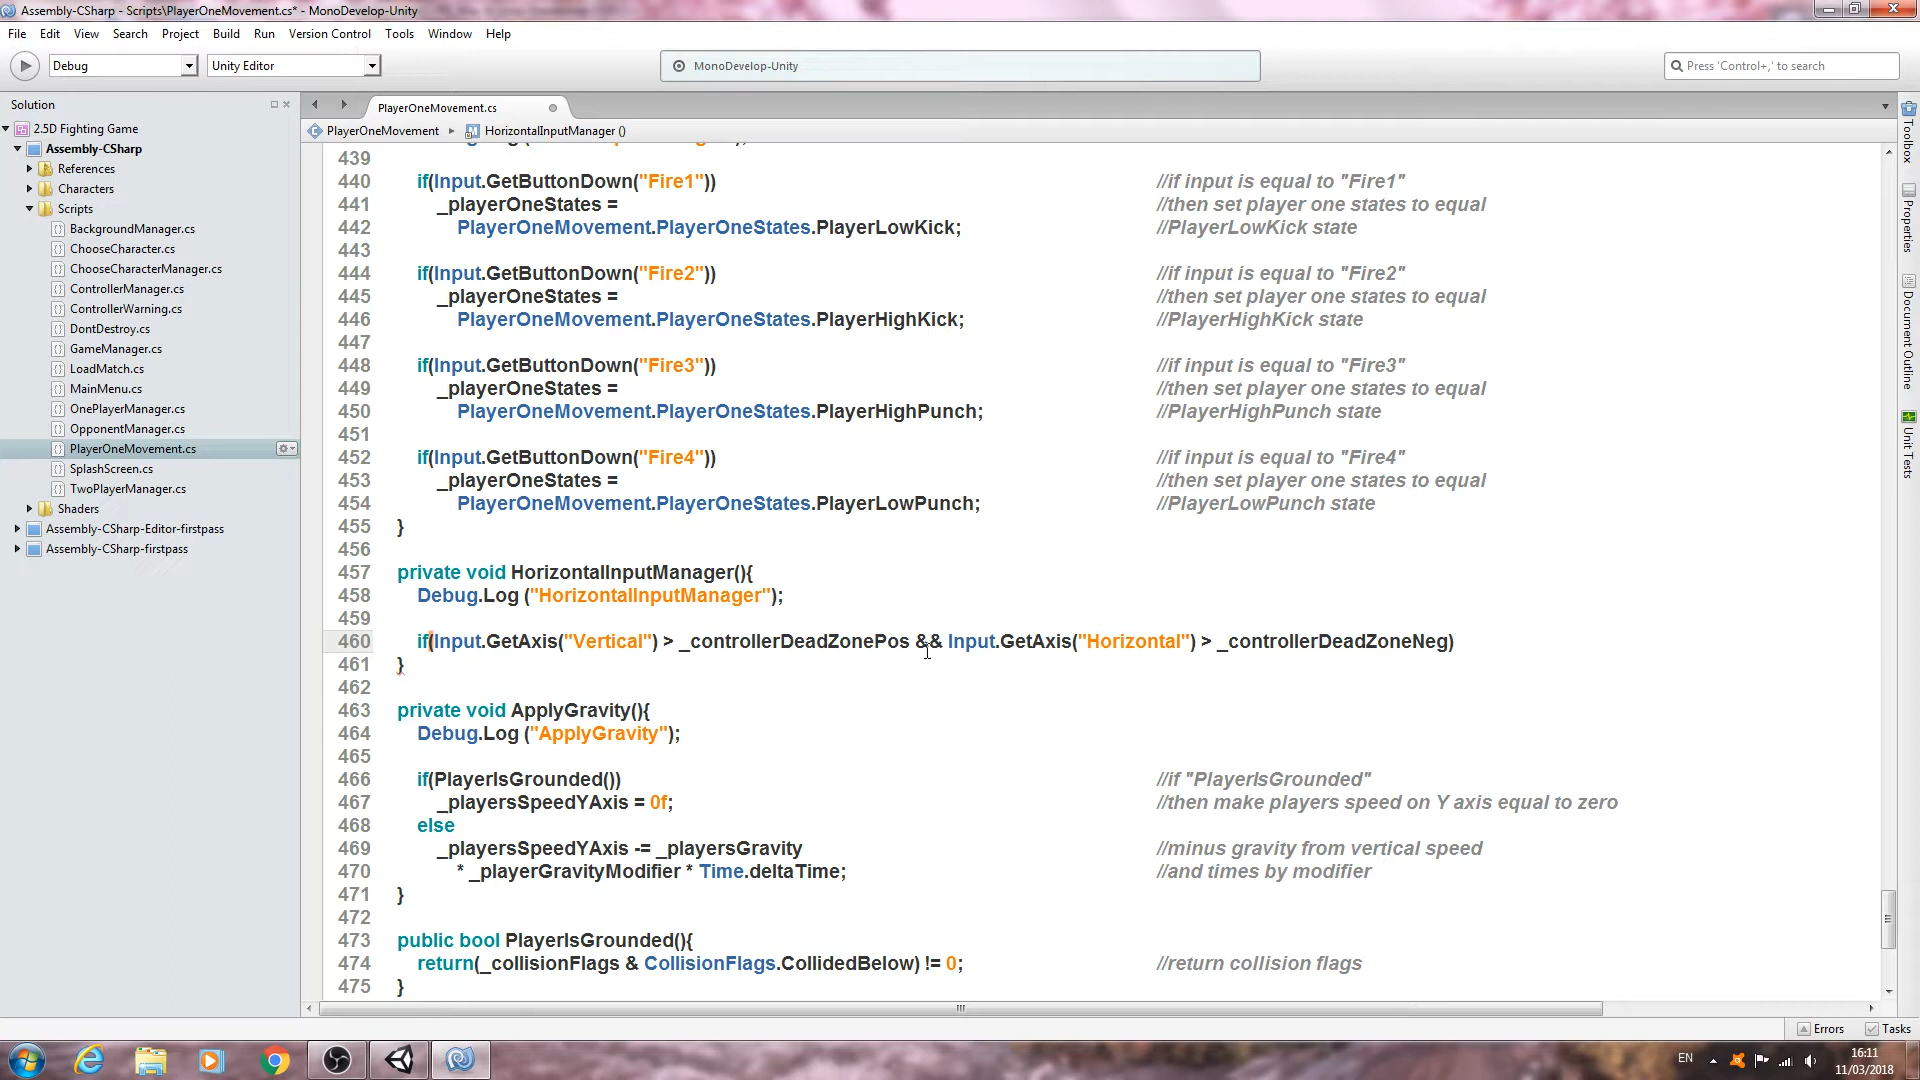 Assembly-CSharp - Scripts\PlayerOneMovement.cs* - MonoDevelop-Unity
File Edit View Search Project Build Run Version Control Tools Window Help
Debug Unity Editor MonoDevelop-Unity Press 'Control+,' to search
Solution
2.5D Fighting Game
Assembly-CSharp
References
Characters
Scripts
BackgroundManager.cs
ChooseCharacter.cs
ChooseCharacterManager.cs
ControllerManager.cs
ControllerWarning.cs
DontDestroy.cs
GameManager.cs
LoadMatch.cs
MainMenu.cs
OnePlayerManager.cs
OpponentManager.cs
PlayerOneMovement.cs
SplashScreen.cs
TwoPlayerManager.cs
Shaders
Assembly-CSharp-Editor-firstpass
Assembly-CSharp-firstpass
PlayerOneMovement.cs
PlayerOneMovement HorizontalInputManager ()
439
440 if(Input.GetButtonDown("Fire1")) //if input is equal to "Fire1"
441 _playerOneStates = //then set player one states to equal
442 PlayerOneMovement.PlayerOneStates.PlayerLowKick; //PlayerLowKick state
443
444 if(Input.GetButtonDown("Fire2")) //if input is equal to "Fire2"
445 _playerOneStates = //then set player one states to equal
446 PlayerOneMovement.PlayerOneStates.PlayerHighKick; //PlayerHighKick state
447
448 if(Input.GetButtonDown("Fire3")) //if input is equal to "Fire3"
449 _playerOneStates = //then set player one states to equal
450 PlayerOneMovement.PlayerOneStates.PlayerHighPunch; //PlayerHighPunch state
451
452 if(Input.GetButtonDown("Fire4")) //if input is equal to "Fire4"
453 _playerOneStates = //then set player one states to equal
454 PlayerOneMovement.PlayerOneStates.PlayerLowPunch; //PlayerLowPunch state
455 }
456
457 private void HorizontalInputManager(){
458 Debug.Log ("HorizontalInputManager");
459
460 if(Input.GetAxis("Vertical") > _controllerDeadZonePos && Input.GetAxis("Horizontal") > _controllerDeadZoneNeg)
461 }
462
463 private void ApplyGravity(){
464 Debug.Log ("ApplyGravity");
465
466 if(PlayerIsGrounded()) //if "PlayerIsGrounded"
467 _playersSpeedYAxis = 0f; //then make players speed on Y axis equal to zero
468 else
469 _playersSpeedYAxis -= _playersGravity //minus gravity from vertical speed
470 * _playerGravityModifier * Time.deltaTime; //and times by modifier
471 }
472
473 public bool PlayerIsGrounded(){
474 return(_collisionFlags & CollisionFlags.CollidedBelow) != 0; //return collision flags
475 }
Toolbox
Properties
Document Outline
Unit Tests
Errors Tasks
EN 16:11
11/03/2018